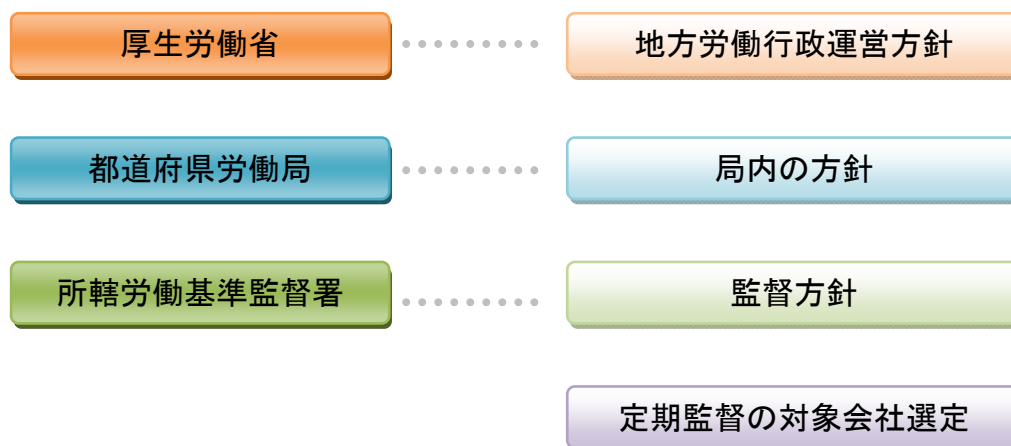 厚生労働省
地方労働行政運営方針
都道府県労働局
局内の方針
所轄労働基準監督署
監督方針
定期監督の対象会社選定